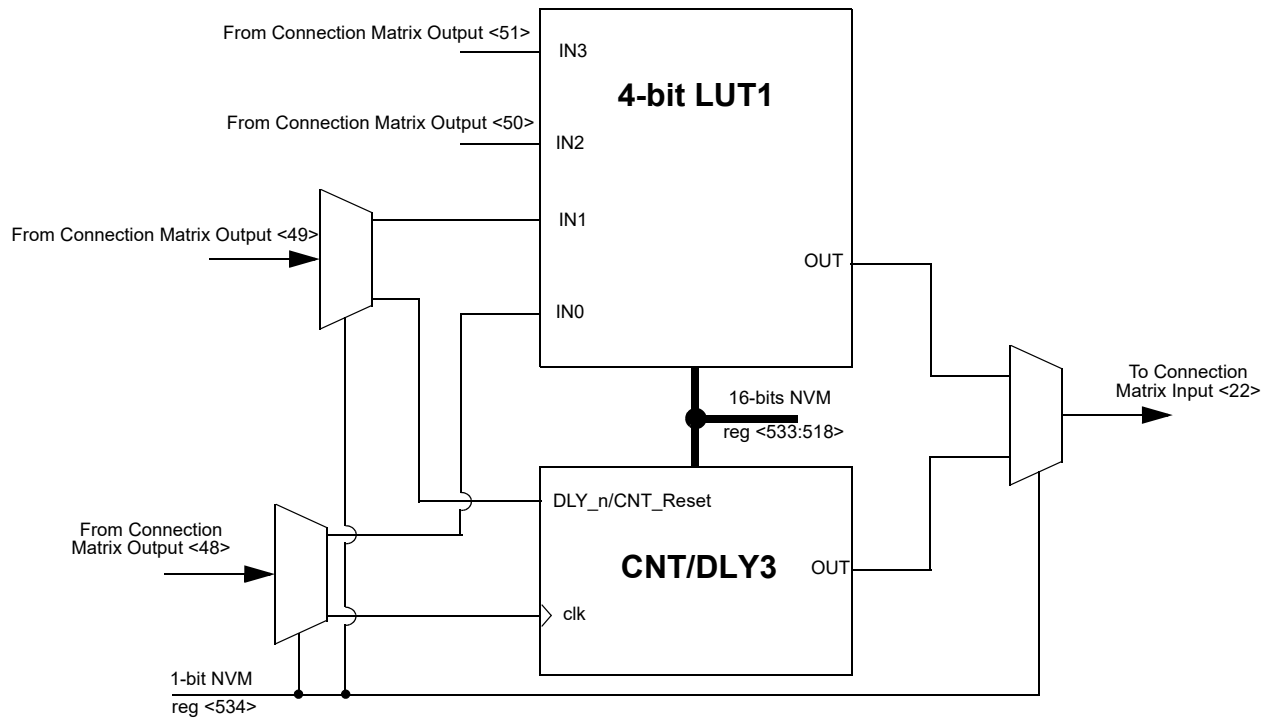 From Connection Matrix Output <51>
IN3
4-bit LUT1
From Connection Matrix Output <50>
IN2
IN1
From Connection Matrix Output <49>
OUT
IN0
To Connection
Matrix Input <22>
16-bits NVM
reg <533:518>
DLY_n/CNT_Reset
From Connection
Matrix Output <48>
CNT/DLY3
OUT
clk
1-bit NVM
reg <534>